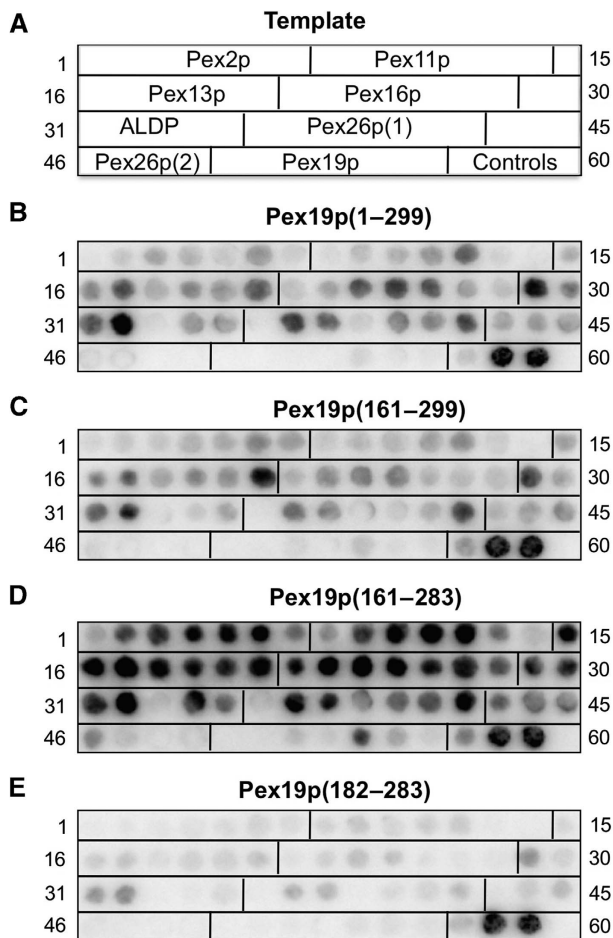 A Template
1 Pex2p Pex11p 15
16 Pex13p Pex16p 30
31 ALDP Pex26p(1) 45
46 Pex26p(2) Pex19p Controls 60
B Pex19p(1–299)
1 15
16 30
31 45
46 60
C Pex19p(161–299)
1 15
16 30
31 45
46 60
D Pex19p(161–283)
1 15
16 30
31 45
46 60
E Pex19p(182–283)
1 15
16 30
31 45
46 60